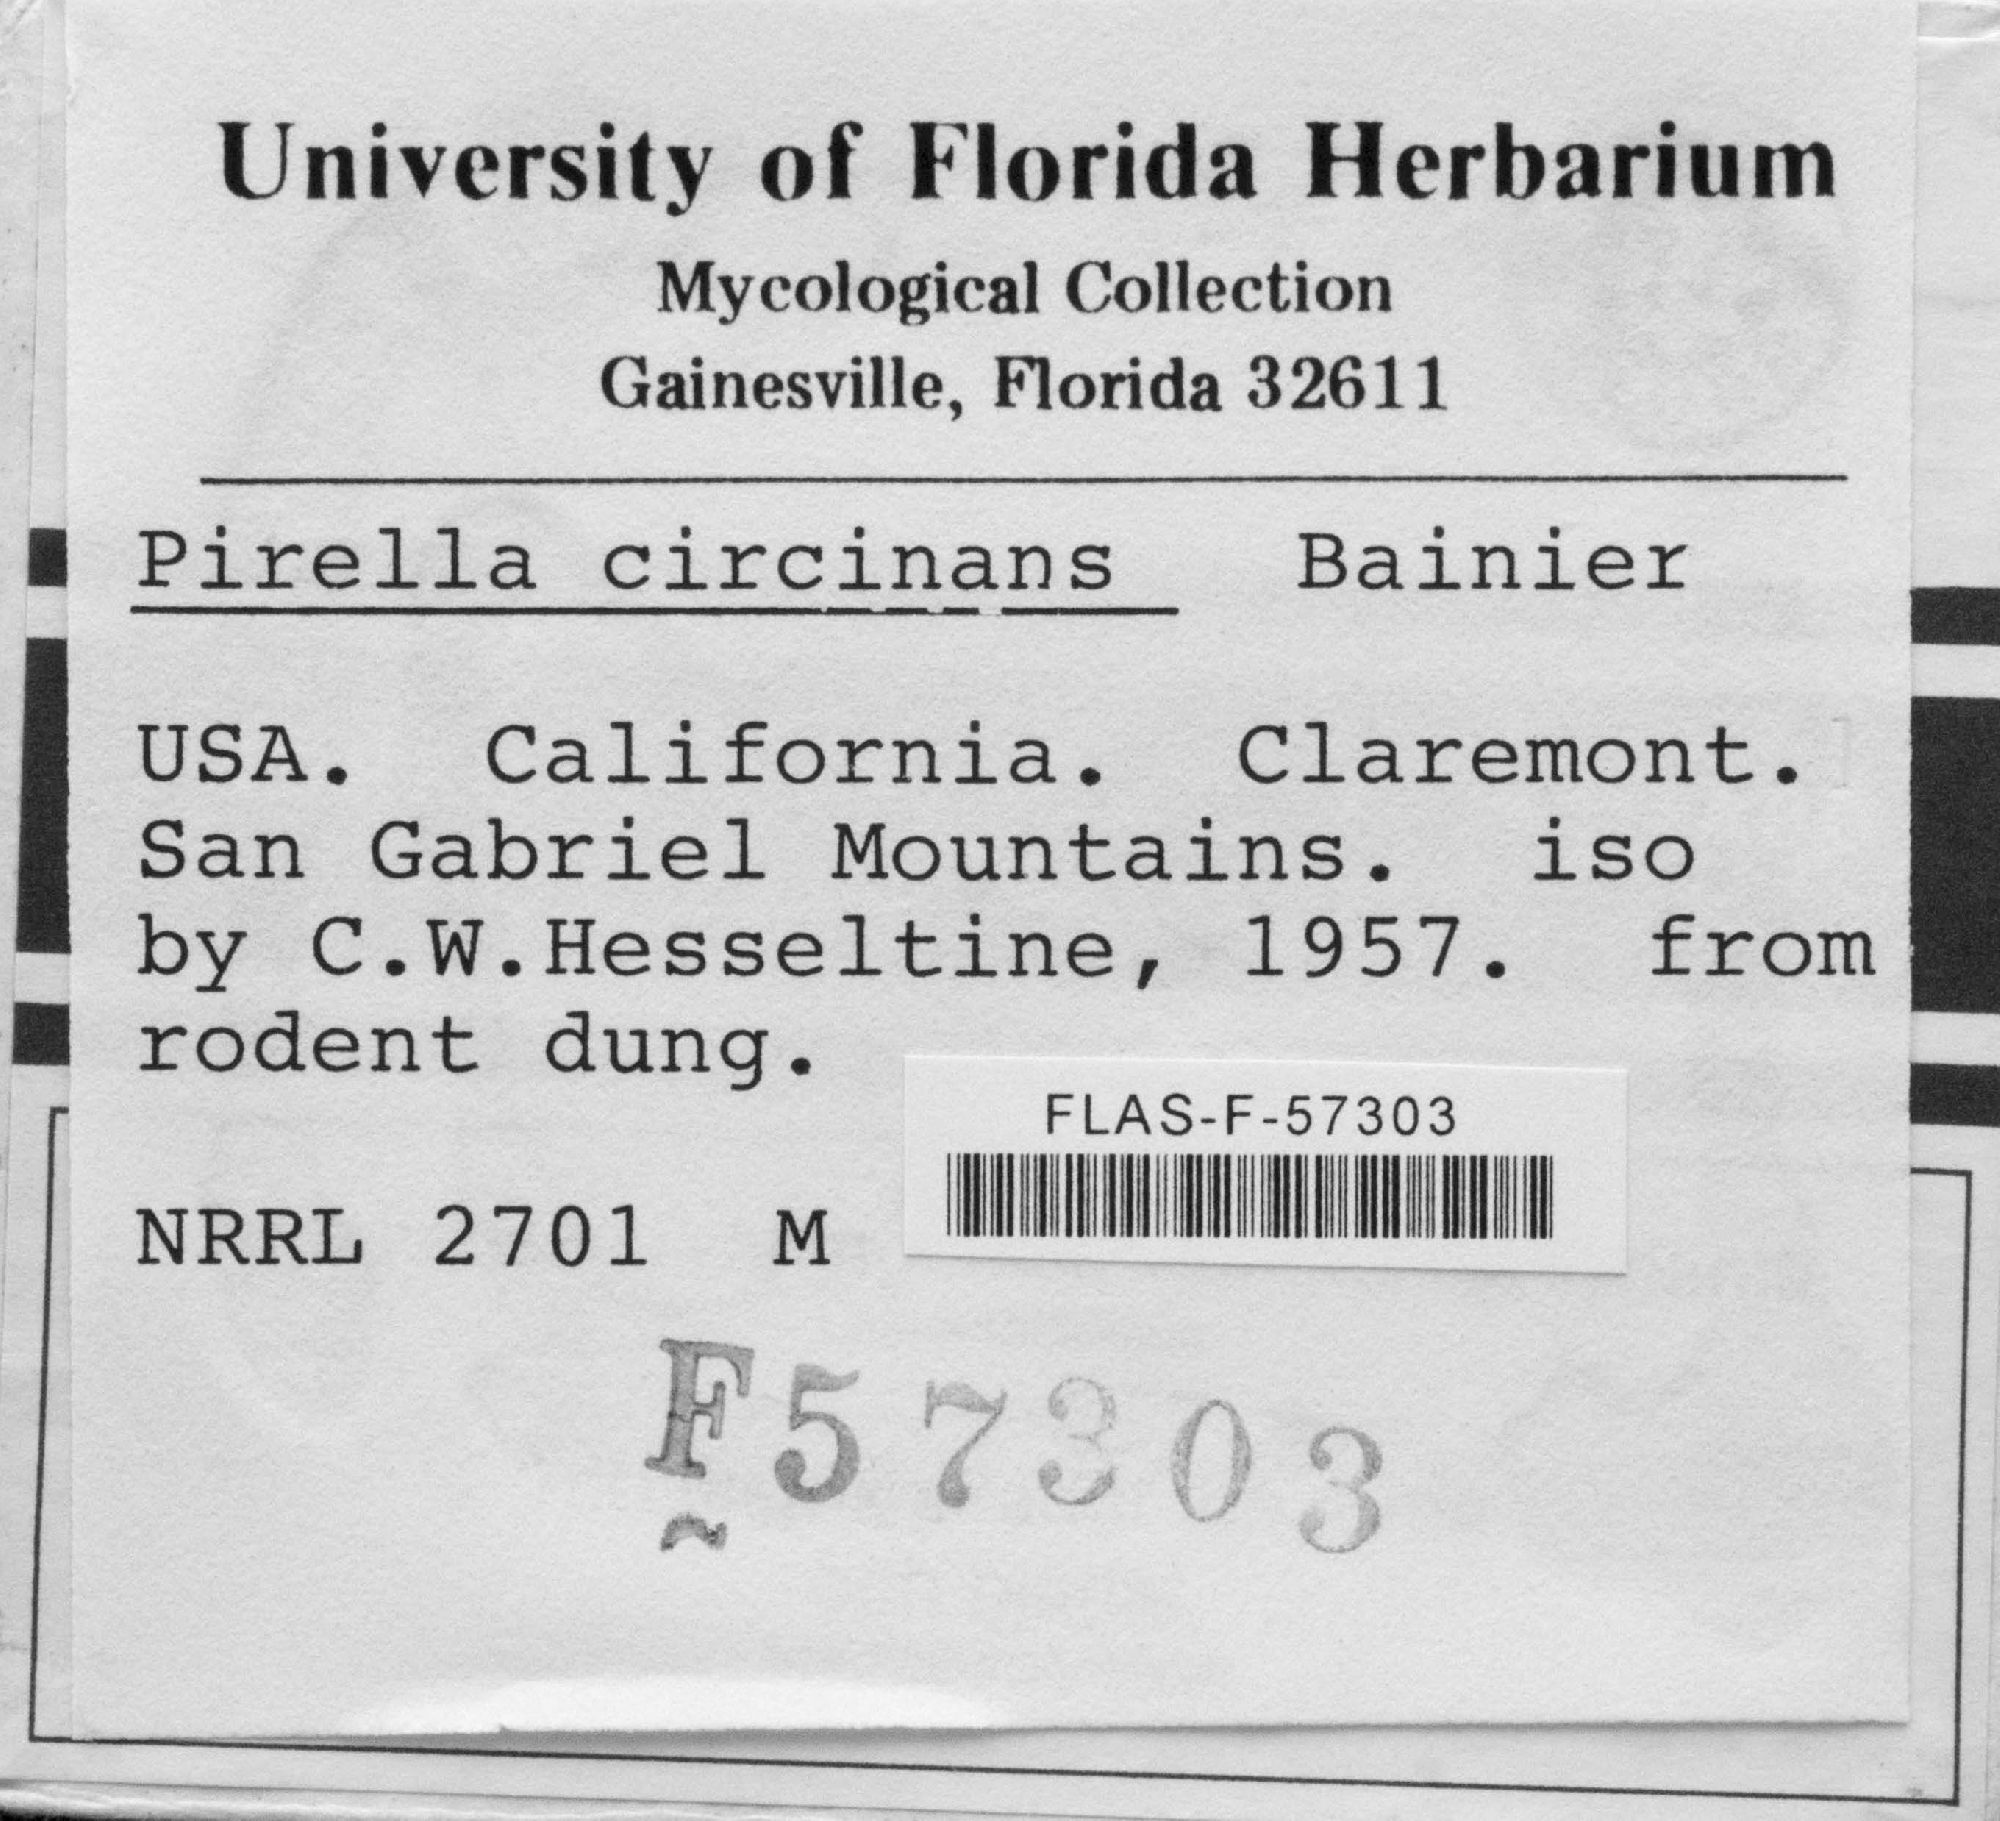 University of Florida Herbarium
Mycological Collection
Gainesville, Florida 32611
Pirella circinans Bainier
USA. California. Claremont.
San Gabriel Mountains. iso
by C.W.Hesseltine, 1957. from
rodent dung.
FLAS-F-57303
NRRL 2701 M
F57303